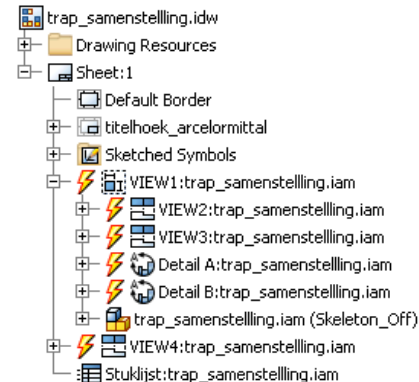 trap_samenstellling.idw
Drawing Resources
Sheet:1
Default Border
titelhoek_arcelormittal
Sketched Symbols
VIEW1:trap_samenstellling.iam
VIEW2:trap_samenstellling.iam
VIEW3:trap_samenstellling.iam
Detail A:trap_samenstellling.iam
Detail B:trap_samenstellling.iam
trap_samenstellling.iam (Skeleton_Off)
VIEW4:trap_samenstellling.iam
Stuklijst:trap_samenstellling.iam